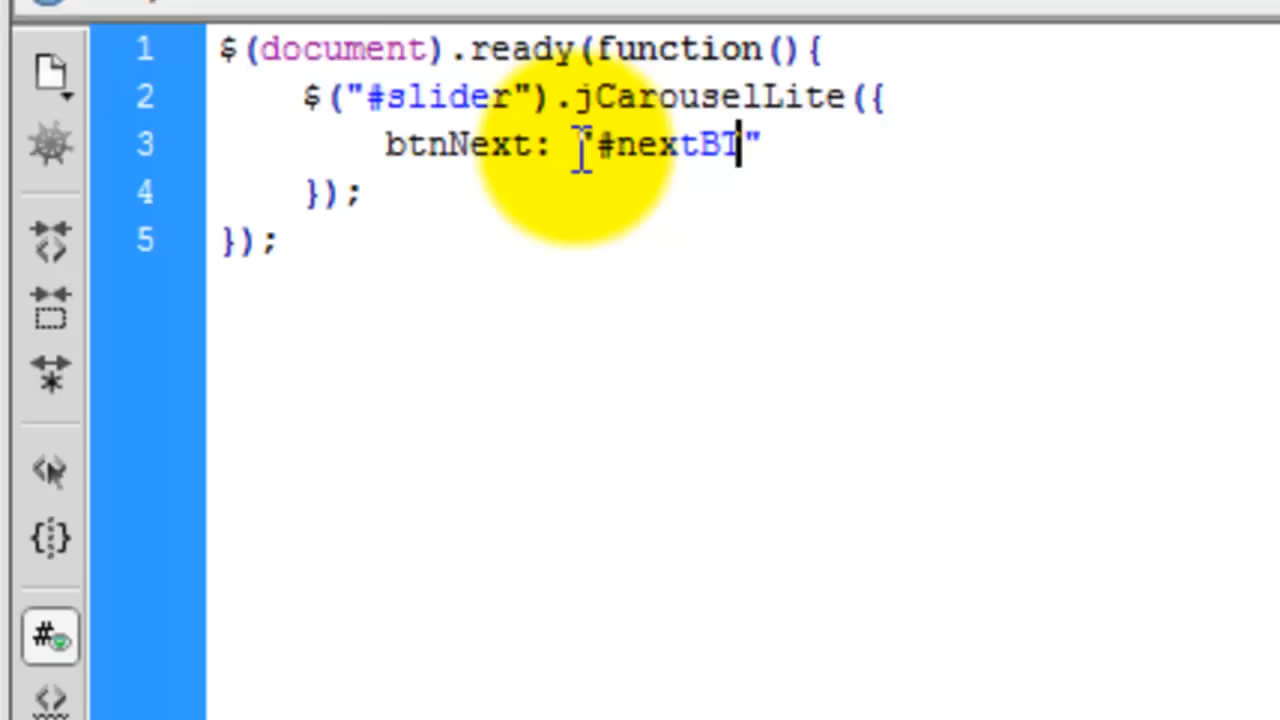 1 $(document).ready(function(){
2 $("#slider").jCarouselLite({
3 btnNext: "#nextBT"
4 });
5 });